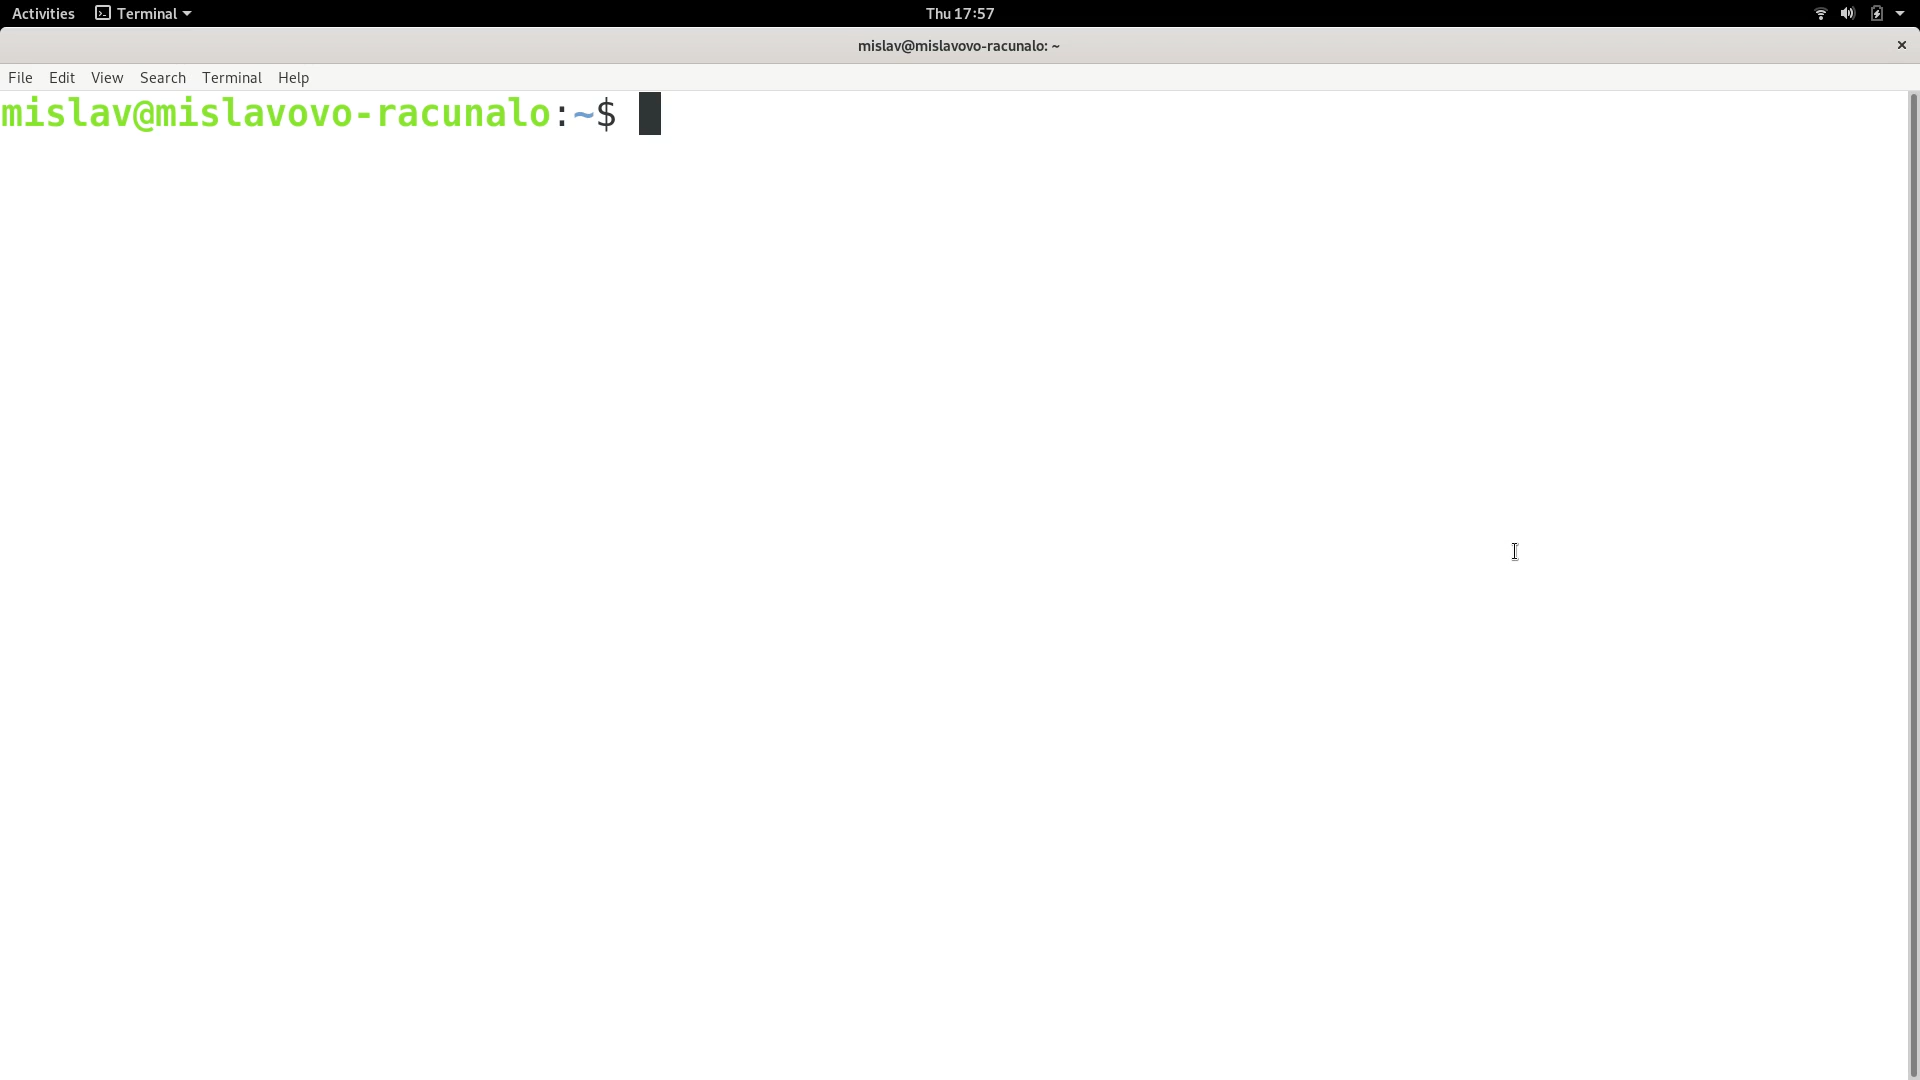 Activities Terminal Thu 17:57
mislav@mislavovo-racunalo: ~
File Edit View Search Terminal Help
mislav@mislavovo-racunalo:~$